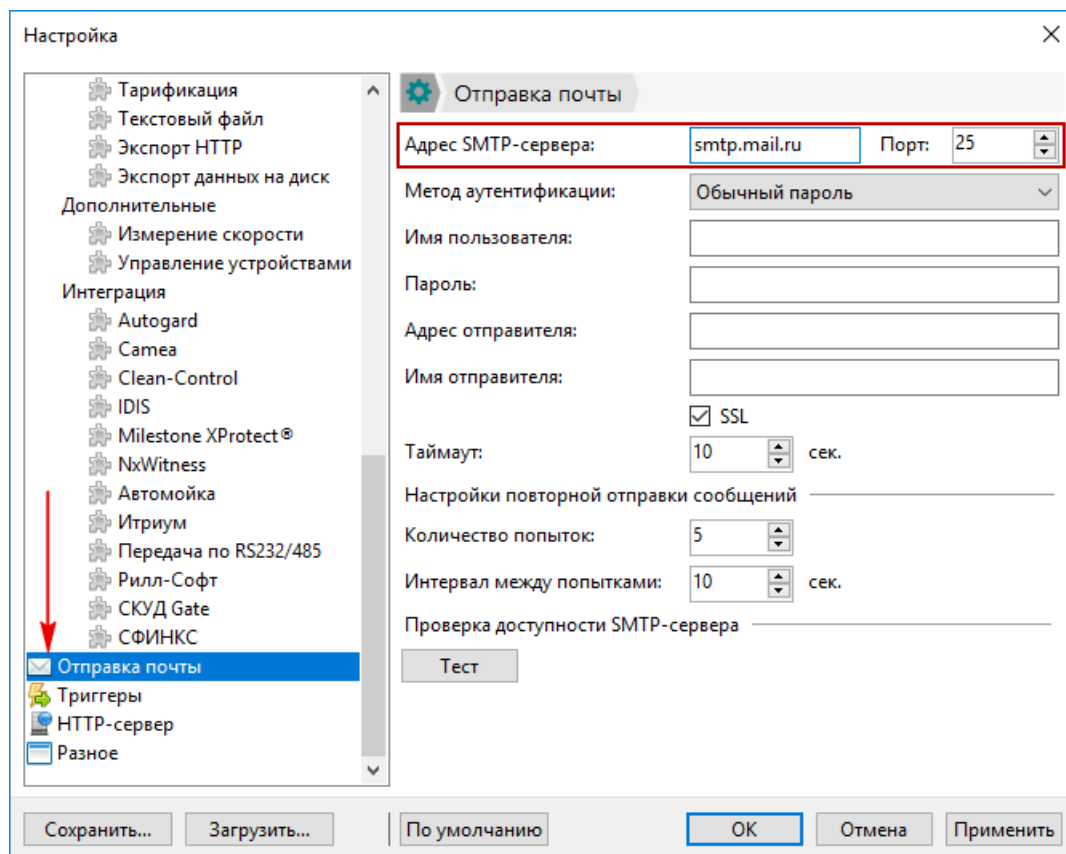 Настройка
Тарификация
Текстовый файл
Экспорт HTTP
Экспорт данных на диск
Дополнительные
Измерение скорости
Управление устройствами
Интеграция
Autogard
Camea
Clean-Control
IDIS
Milestone XProtect®
NxWitness
Автомойка
Итриум
Передача по RS232/485
Рилл-Софт
СКУД Gate
СФИНКС
Отправка почты
Триггеры
HTTP-сервер
Разное
Отправка почты
Адрес SMTP-сервера: smtp.mail.ru Порт: 25
Метод аутентификации: Обычный пароль
Имя пользователя:
Пароль:
Адрес отправителя:
Имя отправителя:
SSL
Таймаут: 10 сек.
Настройки повторной отправки сообщений
Количество попыток: 5
Интервал между попытками: 10 сек.
Проверка доступности SMTP-сервера
Тест
Сохранить... Загрузить... По умолчанию ОК Отмена Применить